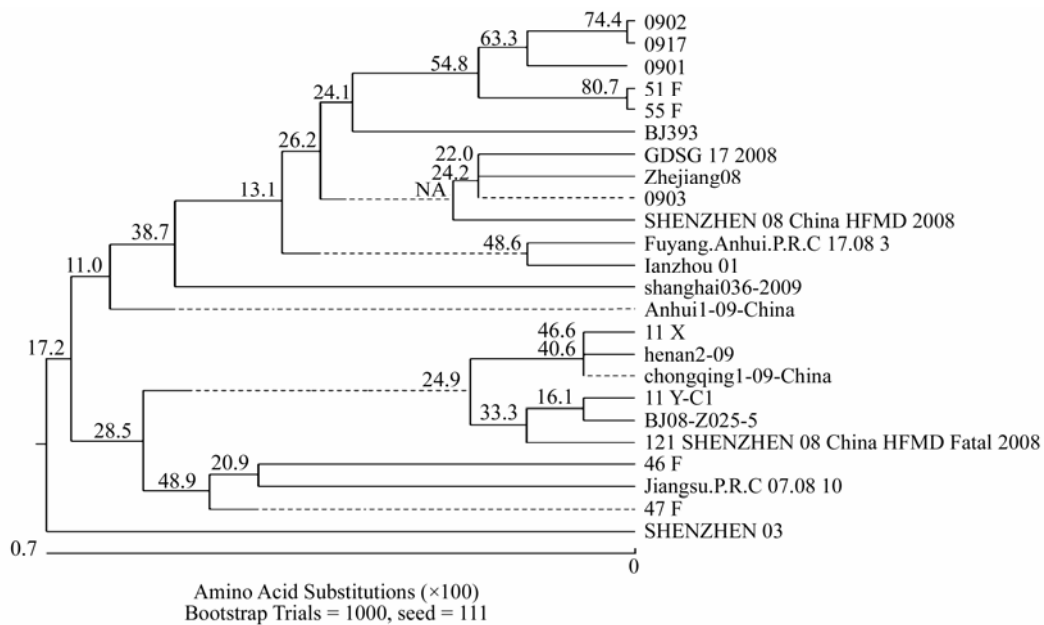 74.4
0902
0917
63.3
0901
54.8
80.7
51 F
55 F
24.1
BJ393
26.2
22.0
GDSG 17 2008
24.2
Zhejiang08
NA
0903
13.1
SHENZHEN 08 China HFMD 2008
38.7
48.6
Fuyang.Anhui.P.R.C 17.08 3
Ianzhou 01
11.0
shanghai036-2009
Anhui1-09-China
17.2
46.6
11 X
40.6
henan2-09
24.9
chongqing1-09-China
16.1
11 Y-C1
33.3
BJ08-Z025-5
28.5
121 SHENZHEN 08 China HFMD Fatal 2008
20.9
46 F
48.9
Jiangsu.P.R.C 07.08 10
47 F
SHENZHEN 03
0.7
0
Amino Acid Substitutions (×100)
Bootstrap Trials = 1000, seed = 111